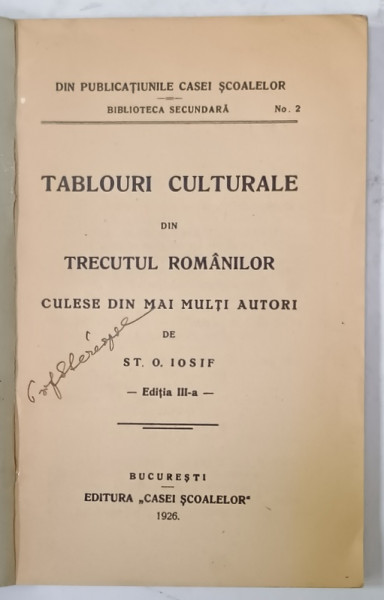 DIN PUBLICAȚIUNILE CASEI ȘCOALELOR
BIBLIOTECA SECUNDARĂ No. 2
TABLOURI CULTURALE
DIN
TRECUTUL ROMÂNILOR
CULESE DIN MAI MULȚI AUTORI
DE
ST. O. IOSIF
— Ediția III-a —
BUCUREȘTI
EDITURA „CASEI ȘCOALELOR"
1926.